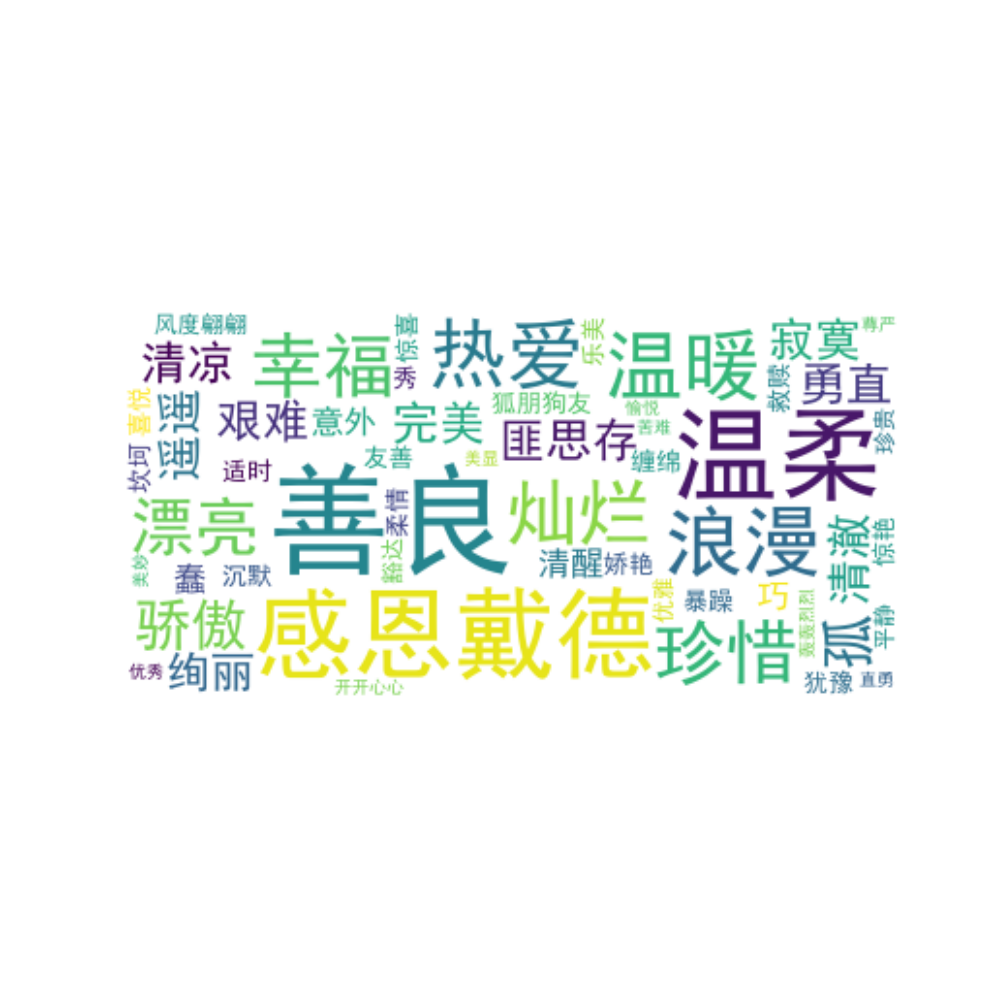 风度翩翩
清凉
幸福
惊喜
秀
热爱
乐美
温暖
寂寞
尊严
救赎
勇直
喜悦
遥遥
艰难
意外
完美
狐朋狗友
愉悦
苦难
匪思存
温柔
珍贵
坎坷
适时
友善
美显
缠绵
漂亮
善良
柔情
灿烂
浪漫
清澈
惊艳
美妙
蠢
沉默
豁达
清醒
娇艳
骄傲
感恩戴德
优雅
暴躁
巧
轰轰烈烈
孤
平静
珍惜
优秀
绚丽
开开心心
犹豫
直勇